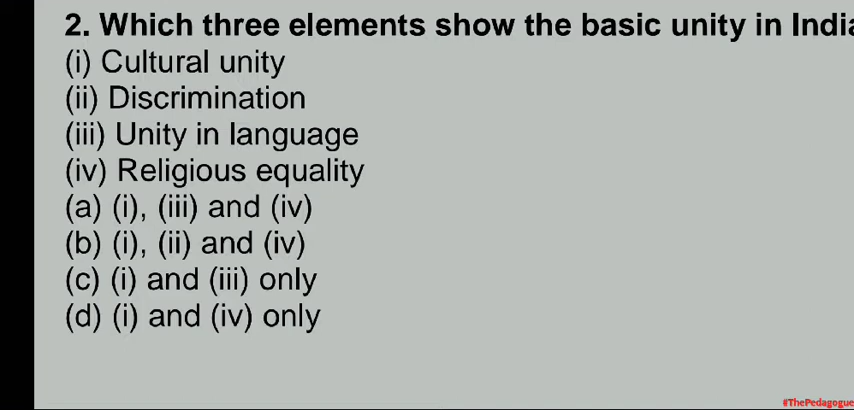 2. Which three elements show the basic unity in India
(i) Cultural unity
(ii) Discrimination
(iii) Unity in language
(iv) Religious equality
(a) (i), (iii) and (iv)
(b) (i), (ii) and (iv)
(c) (i) and (iii) only
(d) (i) and (iv) only
#ThePedagogue